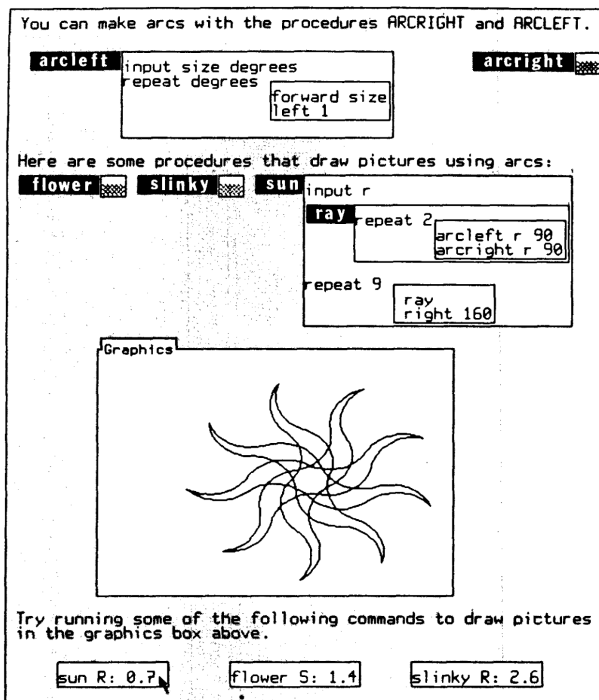 You can make arcs with the procedures ARCRIGHT and ARCLEFT.
arcleft
input size degrees
repeat degrees
forward size
left 1
arcright
Here are some procedures that draw pictures using arcs:
flower slinky sun
input r
ray
repeat 2
arcleft r 90
arcright r 90
repeat 9
ray
right 160
Graphics
Try running some of the following commands to draw pictures
in the graphics box above.
sun R: 0.7 flower S: 1.4 slinky R: 2.6